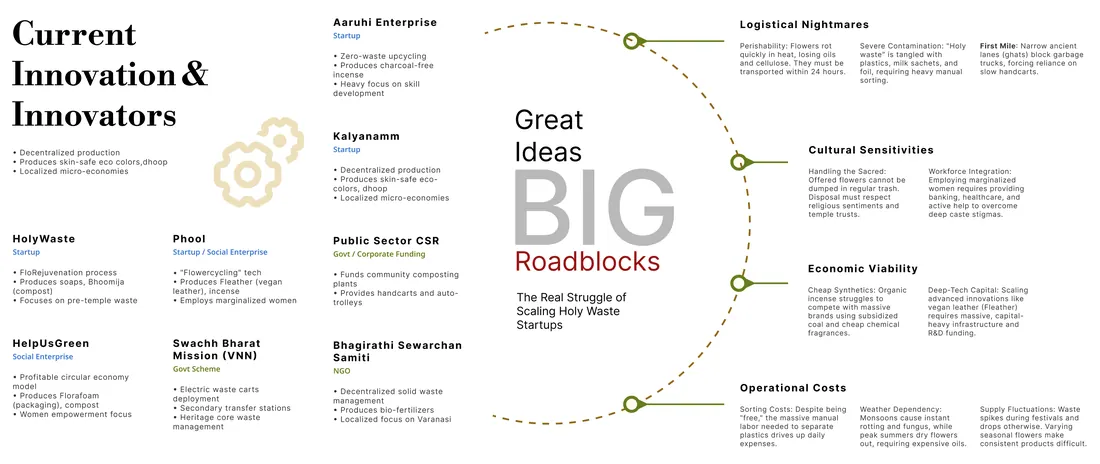 Current
Innovation &
Innovators
• Decentralized production
• Produces skin-safe eco colors,dhoop
• Localized micro-economies
HolyWaste
Startup
• FloRejuvenation process
• Produces soaps, Bhoomija
(compost)
• Focuses on pre-temple waste
Phool
Startup / Social Enterprise
• "Flowercycling" tech
• Produces Fleather (vegan
leather), incense
• Employs marginalized women
HelpUsGreen
Social Enterprise
• Profitable circular economy
model
• Produces Florafoam
(packaging), compost
• Women empowerment focus
Swachh Bharat
Mission (VNN)
Govt Scheme
• Electric waste carts
deployment
• Secondary transfer stations
• Heritage core waste
management
Aaruhi Enterprise
Startup
• Zero-waste upcycling
• Produces charcoal-free
incense
• Heavy focus on skill
development
Kalyanamm
Startup
• Decentralized production
• Produces skin-safe eco-
colors, dhoop
• Localized micro-economies
Public Sector CSR
Govt / Corporate Funding
• Funds community composting
plants
• Provides handcarts and auto-
trolleys
Bhagirathi Sewarchan
Samiti
NGO
• Decentralized solid waste
management
• Produces bio-fertilizers
• Localized focus on Varanasi
Great
Ideas
BIG
Roadblocks
The Real Struggle of
Scaling Holy Waste
Startups
Logistical Nightmares
Perishability: Flowers rot
quickly in heat, losing oils
and cellulose. They must be
transported within 24 hours.
Severe Contamination: "Holy
waste" is tangled with
plastics, milk sachets, and
foil, requiring heavy manual
sorting.
First Mile: Narrow ancient
lanes (ghats) block garbage
trucks, forcing reliance on
slow handcarts.
Cultural Sensitivities
Handling the Sacred:
Offered flowers cannot be
dumped in regular trash.
Disposal must respect
religious sentiments and
temple trusts.
Workforce Integration:
Employing marginalized
women requires providing
banking, healthcare, and
active help to overcome
deep caste stigmas.
Economic Viability
Cheap Synthetics: Organic
incense struggles to
compete with massive
brands using subsidized
coal and cheap chemical
fragrances.
Deep-Tech Capital: Scaling
advanced innovations like
vegan leather (Fleather)
requires massive, capital-
heavy infrastructure and
R&D funding.
Operational Costs
Sorting Costs: Despite being
"free," the massive manual
labor needed to separate
plastics drives up daily
expenses.
Weather Dependency:
Monsoons cause instant
rotting and fungus, while
peak summers dry flowers
out, requiring expensive oils.
Supply Fluctuations: Waste
spikes during festivals and
drops otherwise. Varying
seasonal flowers make
consistent products difficult.